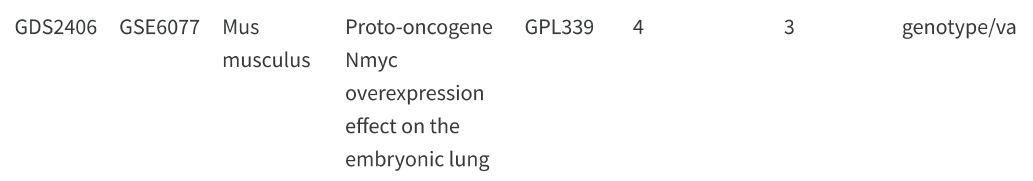 GDS2406 GSE6077 Mus Proto-oncogene GPL339 4 3 genotype/va
musculus Nmyc
overexpression
effect on the
embryonic lung